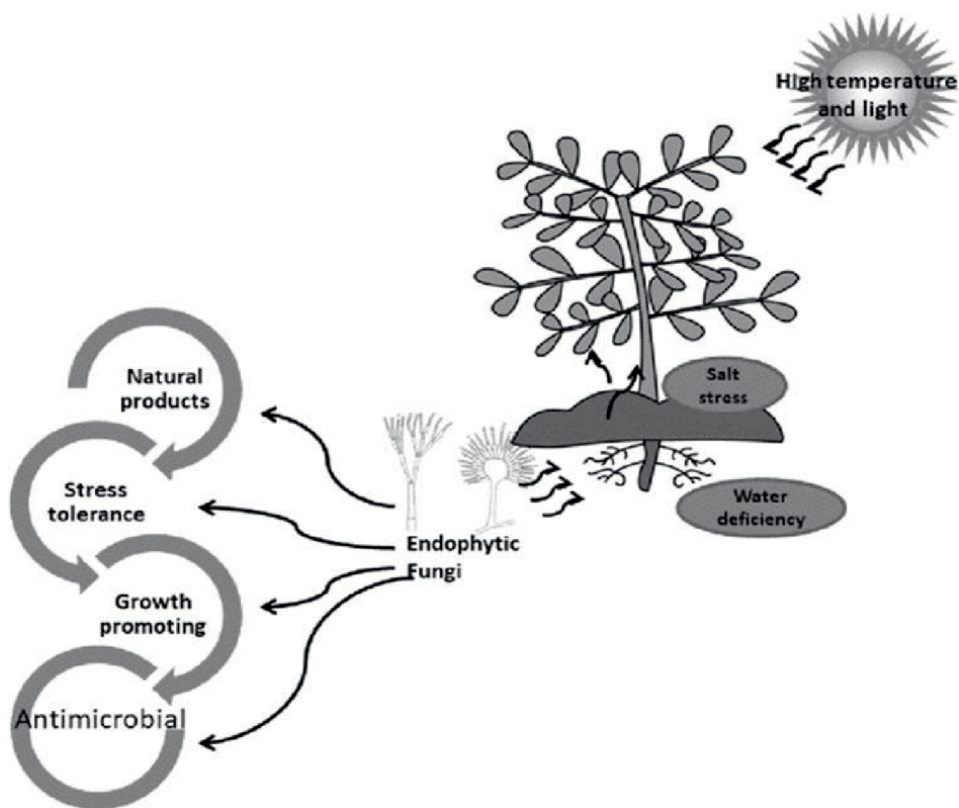 High temperature
and light
Salt
stress
Water
deficiency
Natural
products
Stress
tolerance
Endophytic
Fungi
Growth
promoting
Antimicrobial